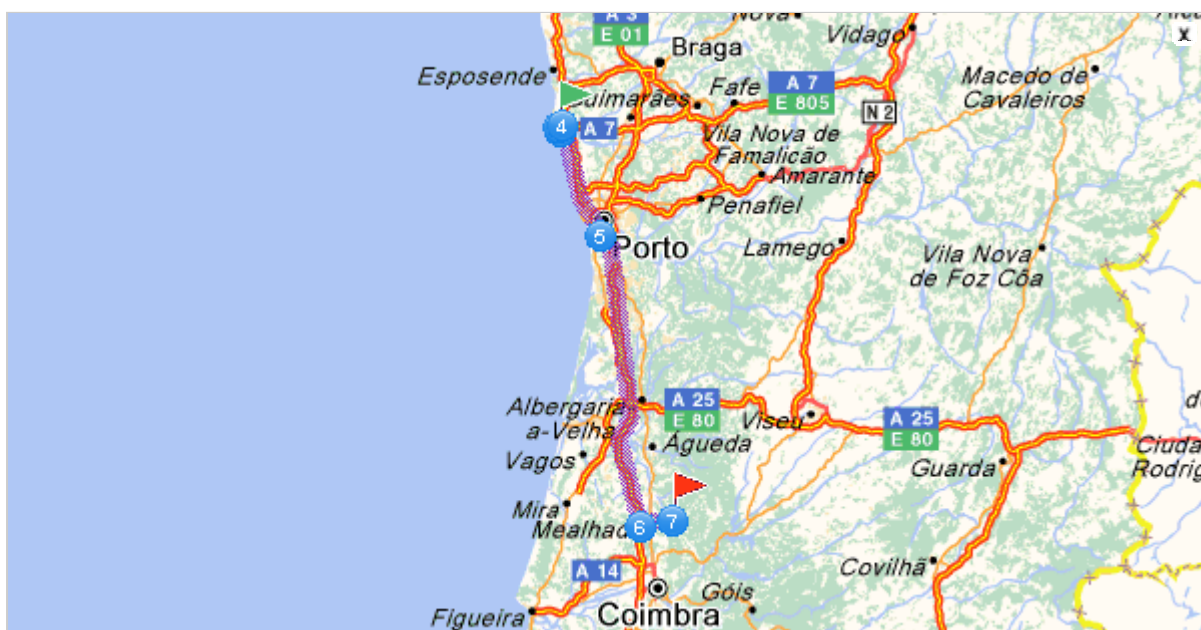 A 3
E 01
Nova
Vidago
x
Braga
Esposende
Macedo de
Cavaleiros
A 7
E 805
Fafe
Guimarães
N 2
4
A 7
Vila Nova de
Famalicão
Amarante
Penafiel
5
Porto
Lamego
Vila Nova
de Foz Côa
Albergaria
a-Velha
A 25
E 80
Viseu
A 25
E 80
Águeda
Vagos
Guarda
Ciuda
Rodrig
Mira
Mealhad
6
7
A 14
Covilhã
Góis
Coimbra
Figueira